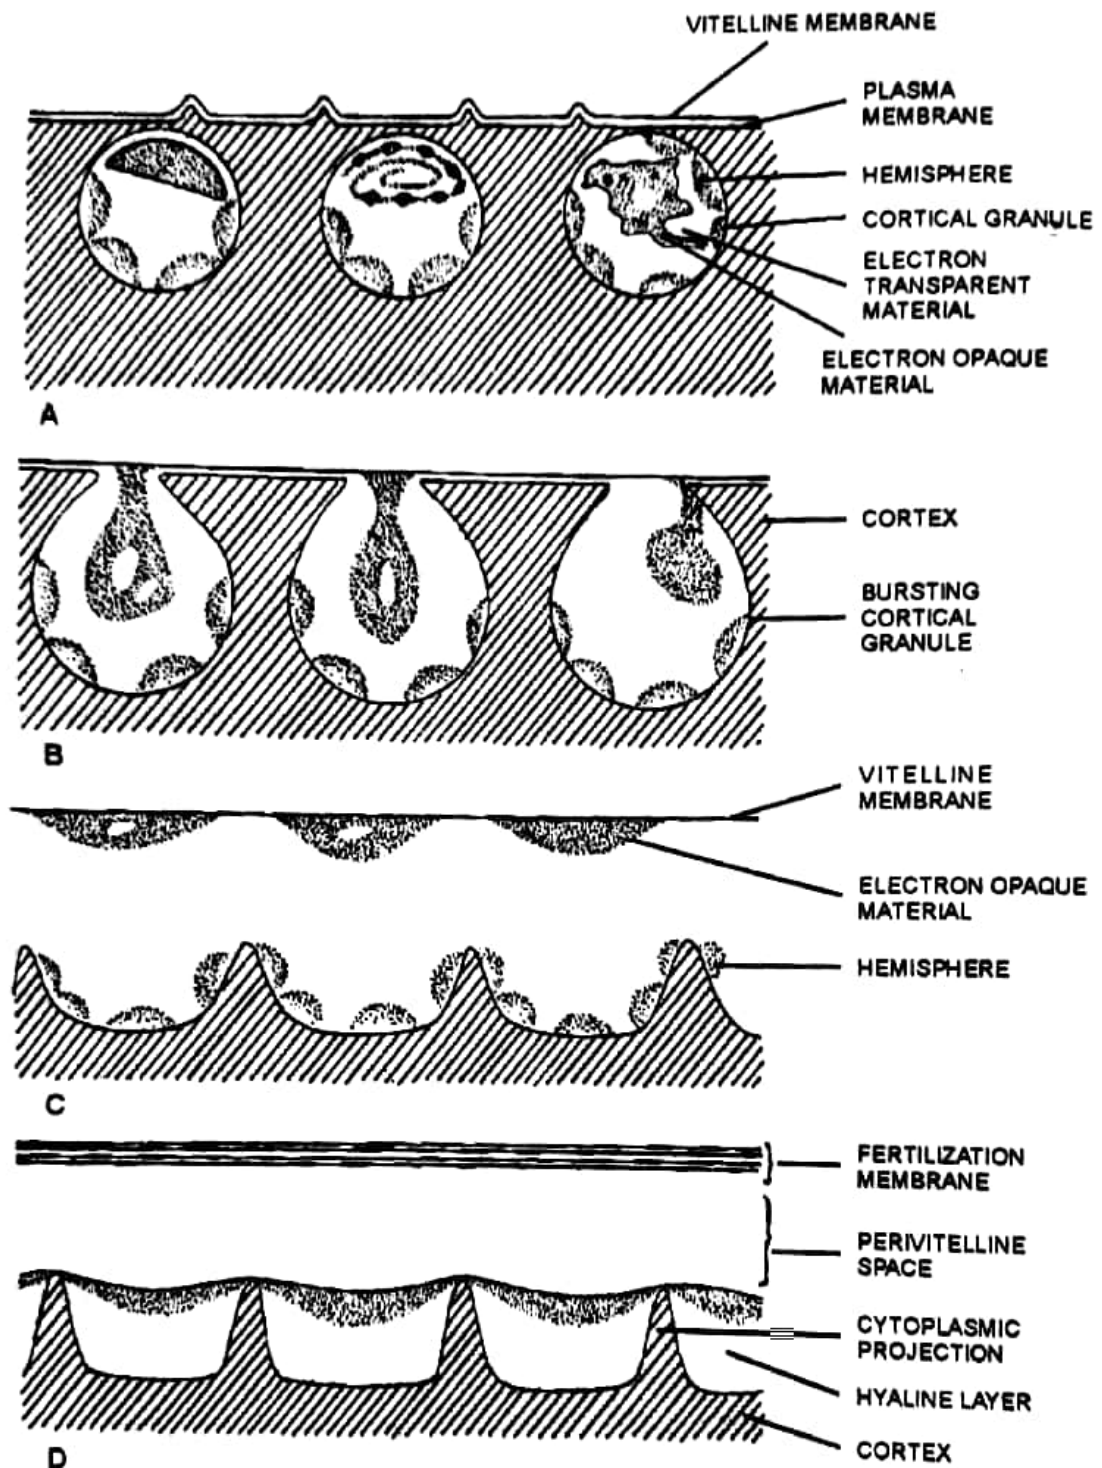 VITELLINE MEMBRANE
PLASMA
MEMBRANE
HEMISPHERE
CORTICAL GRANULE
ELECTRON
TRANSPARENT
MATERIAL
ELECTRON OPAQUE
MATERIAL
A
CORTEX
BURSTING
CORTICAL
GRANULE
B
VITELLINE
MEMBRANE
ELECTRON OPAQUE
MATERIAL
HEMISPHERE
C
FERTILIZATION
MEMBRANE
PERIVITELLINE
SPACE
CYTOPLASMIC
PROJECTION
HYALINE LAYER
CORTEX
D